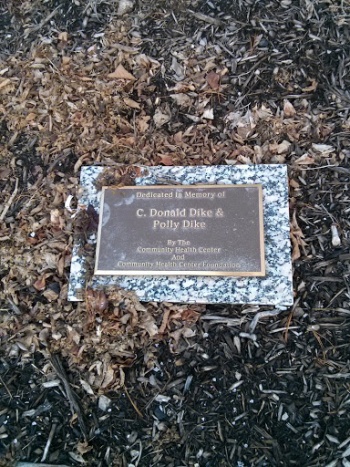 Dedicated In Memory of
C. Donald Dike &
Polly Dike
By The
Community Health Center
And
Community Health Center Foundation